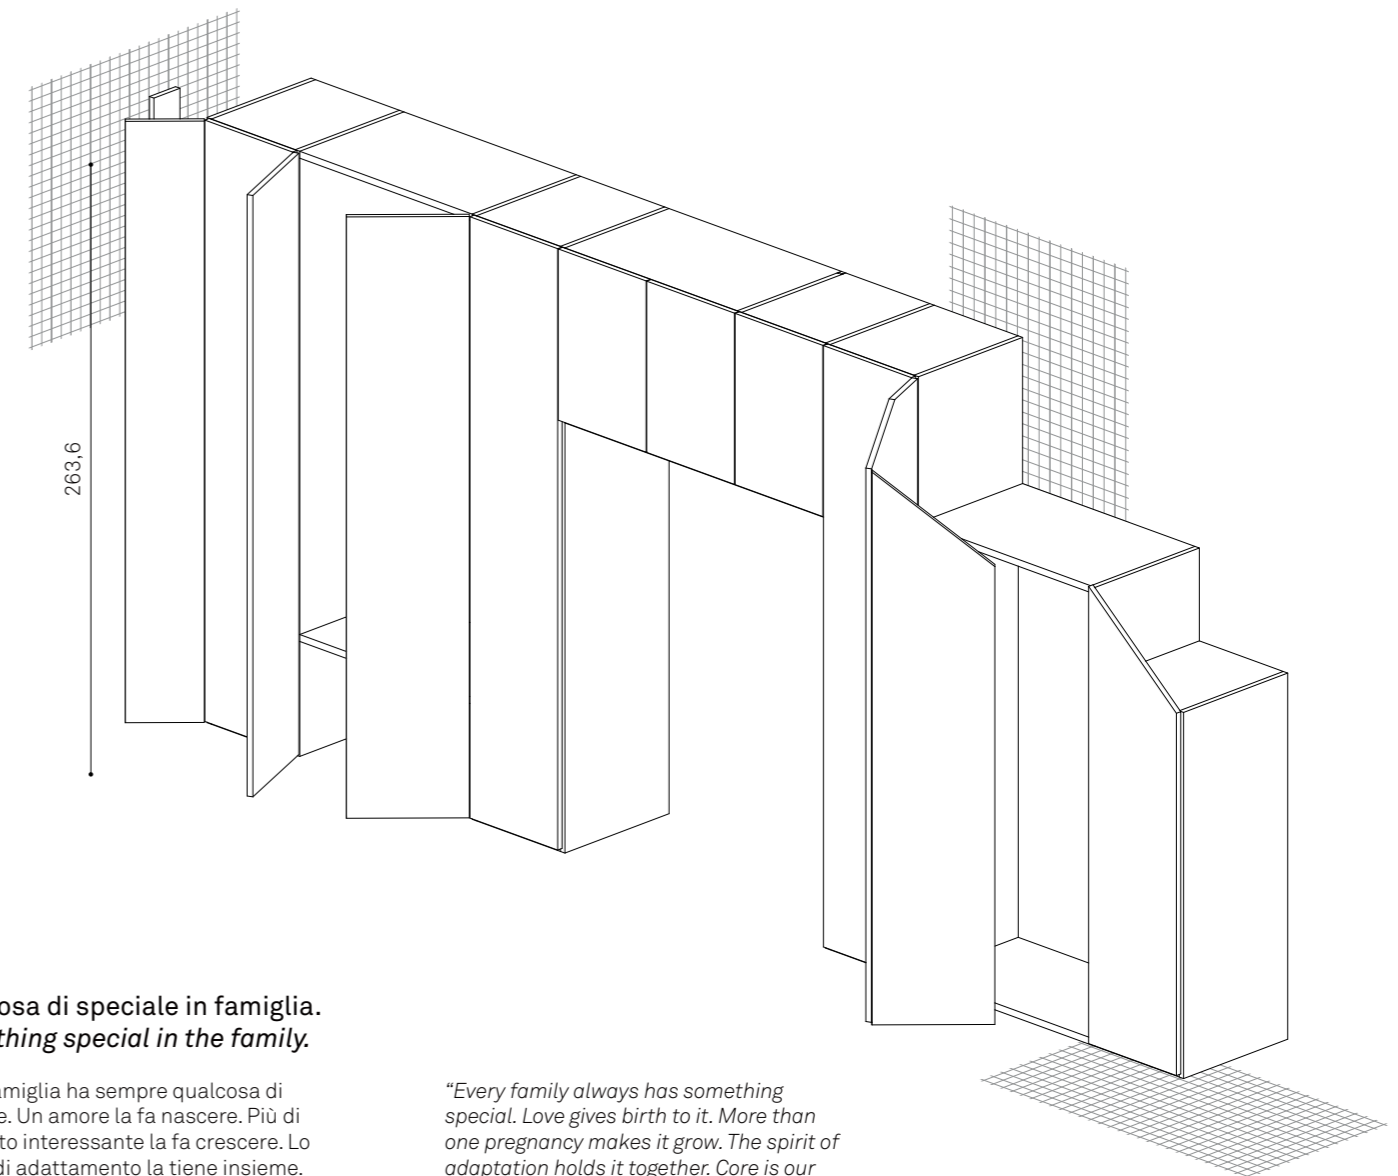 263,6
osa di speciale in famiglia.
thing special in the family.
amiglia ha sempre qualcosa di
e. Un amore la fa nascere. Più di
to interessante la fa crescere. Lo
di adattamento la tiene insieme.
“Every family always has something
special. Love gives birth to it. More than
one pregnancy makes it grow. The spirit of
adaptation holds it together. Core is our